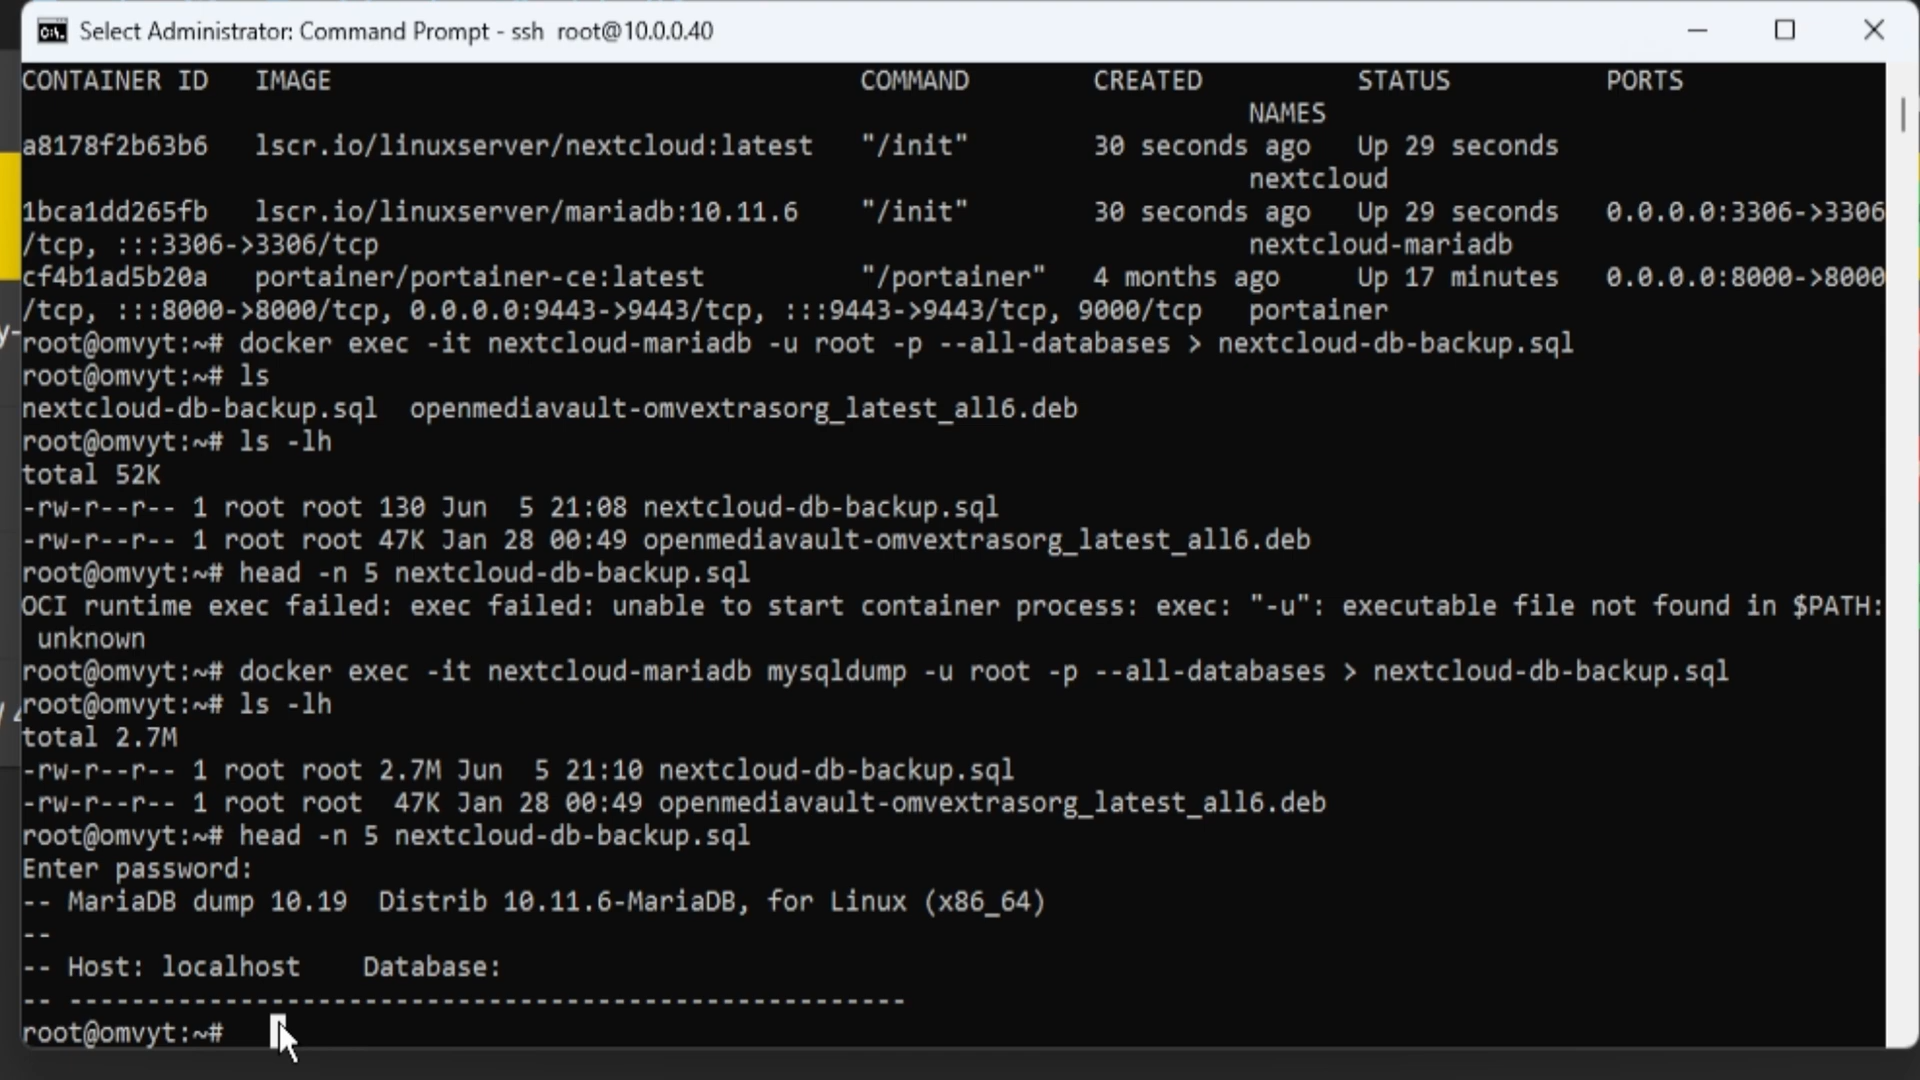 Select Administrator: Command Prompt - ssh root@10.0.0.40
CONTAINER ID   IMAGE                                  COMMAND        CREATED          STATUS          PORTS
NAMES
a8178f2b63b6   lscr.io/linuxserver/nextcloud:latest   "/init"        30 seconds ago   Up 29 seconds
nextcloud
1bca1dd265fb   lscr.io/linuxserver/mariadb:10.11.6    "/init"        30 seconds ago   Up 29 seconds   0.0.0.0:3306->3306
/tcp, :::3306->3306/tcp                                                        nextcloud-mariadb
cf4b1ad5b20a   portainer/portainer-ce:latest          "/portainer"   4 months ago     Up 17 minutes   0.0.0.0:8000->8000
/tcp, :::8000->8000/tcp, 0.0.0.0:9443->9443/tcp, :::9443->9443/tcp, 9000/tcp   portainer
root@omvyt:~# docker exec -it nextcloud-mariadb -u root -p --all-databases > nextcloud-db-backup.sql
root@omvyt:~# ls
nextcloud-db-backup.sql  openmediavault-omvextrasorg_latest_all6.deb
root@omvyt:~# ls -lh
total 52K
-rw-r--r-- 1 root root 130 Jun  5 21:08 nextcloud-db-backup.sql
-rw-r--r-- 1 root root 47K Jan 28 00:49 openmediavault-omvextrasorg_latest_all6.deb
root@omvyt:~# head -n 5 nextcloud-db-backup.sql
OCI runtime exec failed: exec failed: unable to start container process: exec: "-u": executable file not found in $PATH:
 unknown
root@omvyt:~# docker exec -it nextcloud-mariadb mysqldump -u root -p --all-databases > nextcloud-db-backup.sql
root@omvyt:~# ls -lh
total 2.7M
-rw-r--r-- 1 root root 2.7M Jun  5 21:10 nextcloud-db-backup.sql
-rw-r--r-- 1 root root  47K Jan 28 00:49 openmediavault-omvextrasorg_latest_all6.deb
root@omvyt:~# head -n 5 nextcloud-db-backup.sql
Enter password:
-- MariaDB dump 10.19  Distrib 10.11.6-MariaDB, for Linux (x86_64)
--
-- Host: localhost    Database:
-- ------------------------------------------------------
root@omvyt:~#